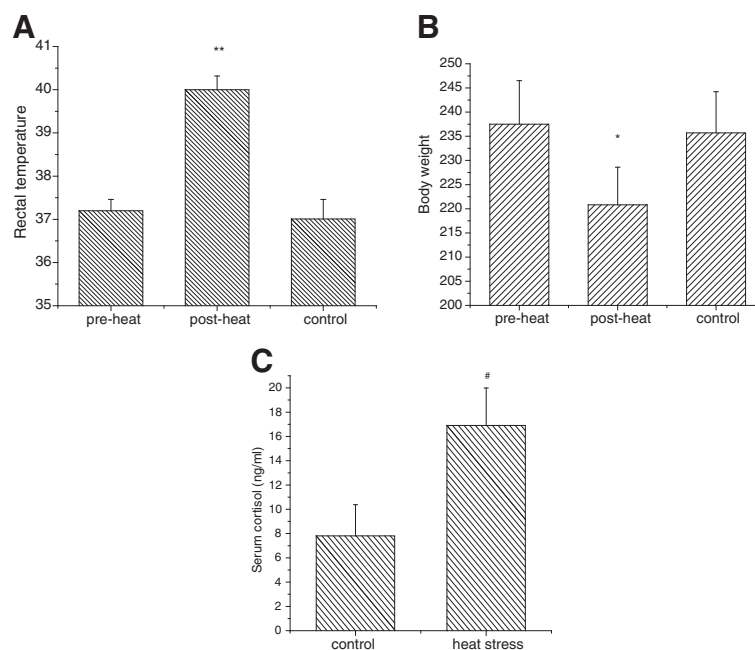 A
Rectal temperature
41
40
39
38
37
36
35
**
pre-heat
post-heat
control
B
Body weight
250
245
240
235
230
225
220
215
210
205
200
*
pre-heat
post-heat
control
C
Serum cortisol (ng/ml)
20
18
16
14
12
10
8
6
4
2
0
#
control
heat stress